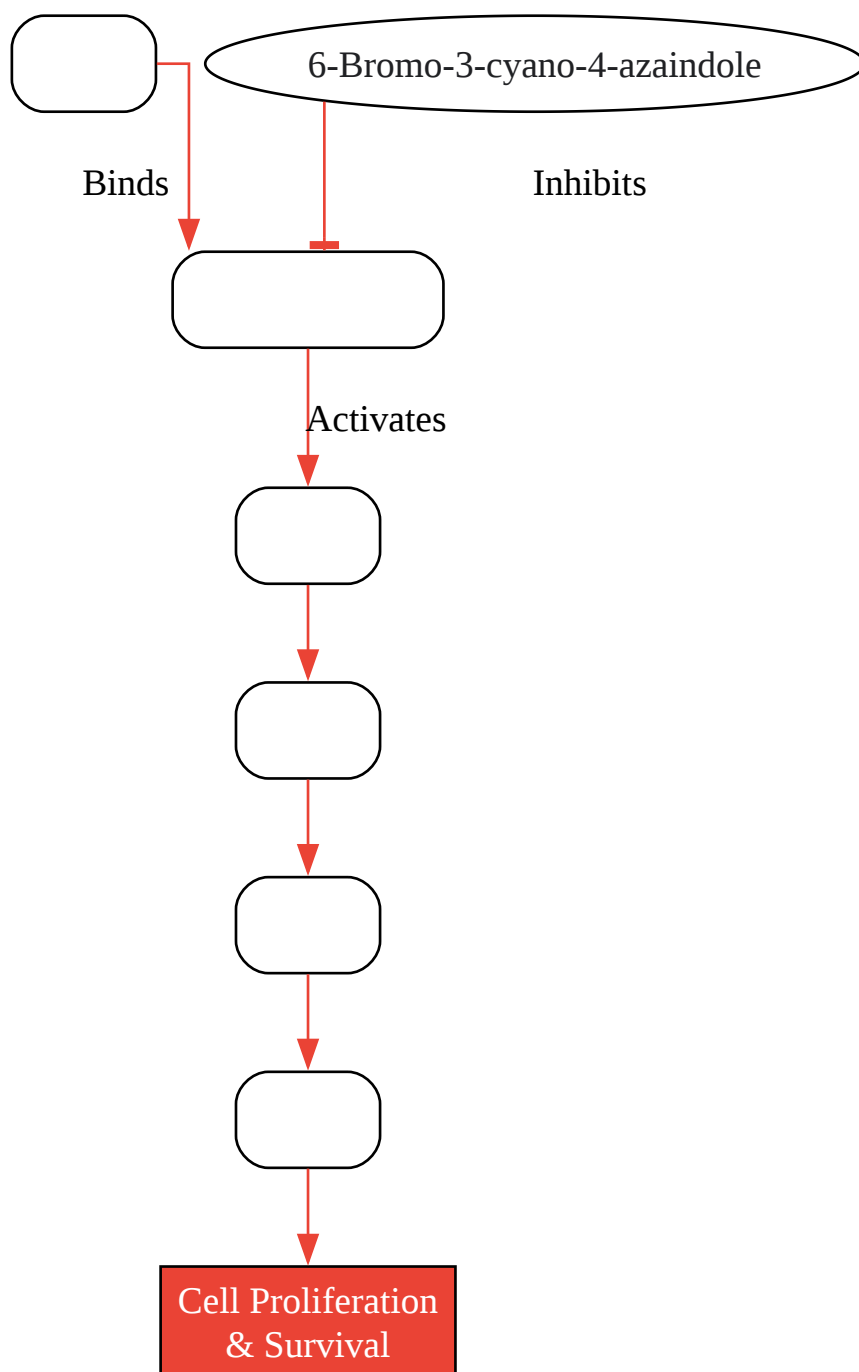 6-Bromo-3-cyano-4-azaindole
Binds
Inhibits
Activates
Cell Proliferation
& Survival